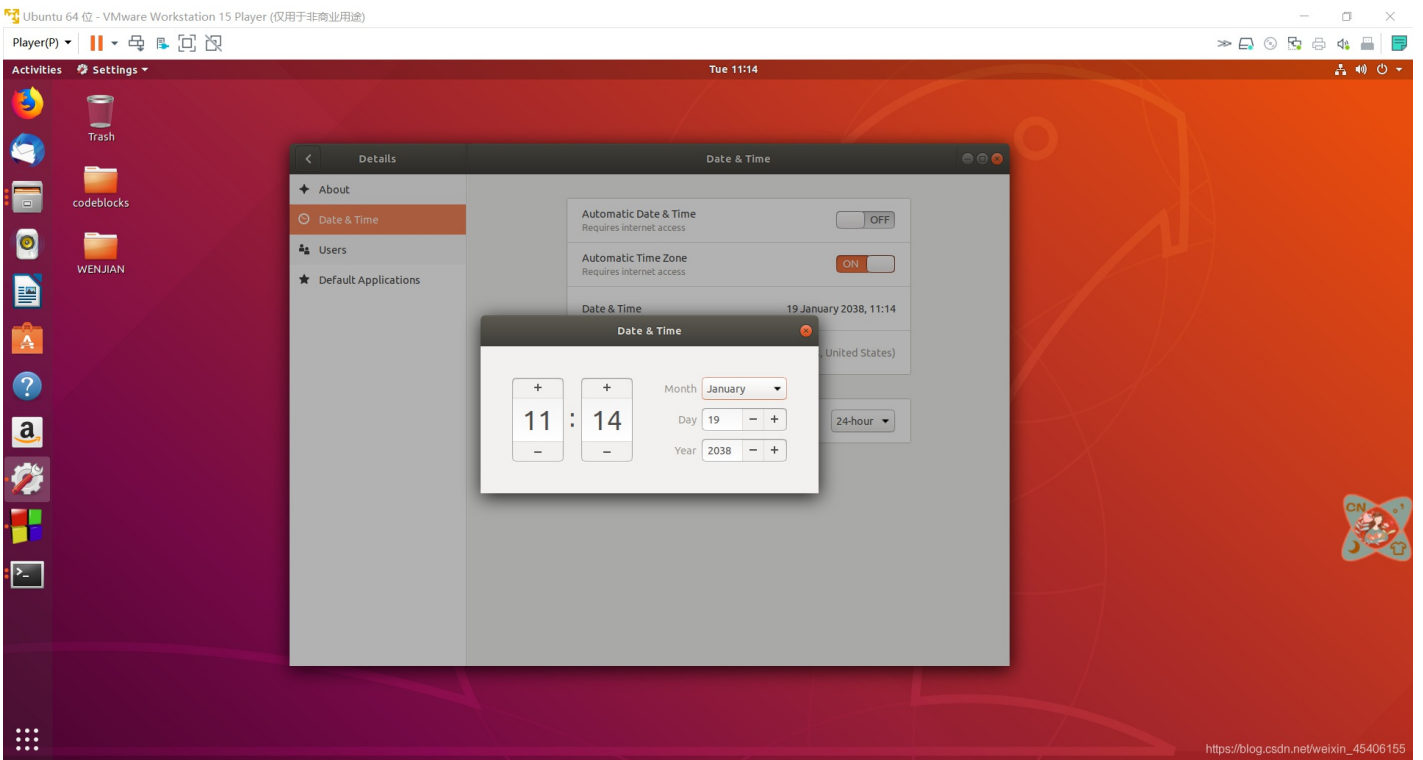 Ubuntu 64 位 - VMware Workstation 15 Player (仅用于非商业用途)
Player(P)
Activities Settings Tue 11:14
Trash
codeblocks
WENJIAN
Details Date & Time
About
Date & Time
Users
Default Applications
Automatic Date & Time
Requires internet access
OFF
Automatic Time Zone
Requires internet access
ON
Date & Time 19 January 2038, 11:14
, United States)
24-hour
Date & Time
+ + Month January
11 : 14 Day 19 − +
− − Year 2038 − +
a
?
>_
CN
https://blog.csdn.net/weixin_45406155